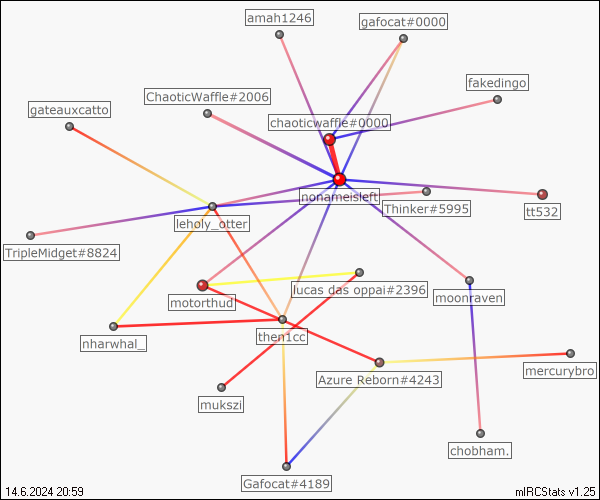 amah1246
gafocat#0000
fakedingo
ChaoticWaffle#2006
gateauxcatto
chaoticwaffle#0000
nonameisleft
Thinker#5995
tt532
leholy_otter
TripleMidget#8824
lucas das oppai#2396
moonraven
motorthud
then1cc
nharwhal_
Azure Reborn#4243
mercurybro
mukszi
chobham.
Gafocat#4189
14.6.2024 20:59
mIRCStats v1.25